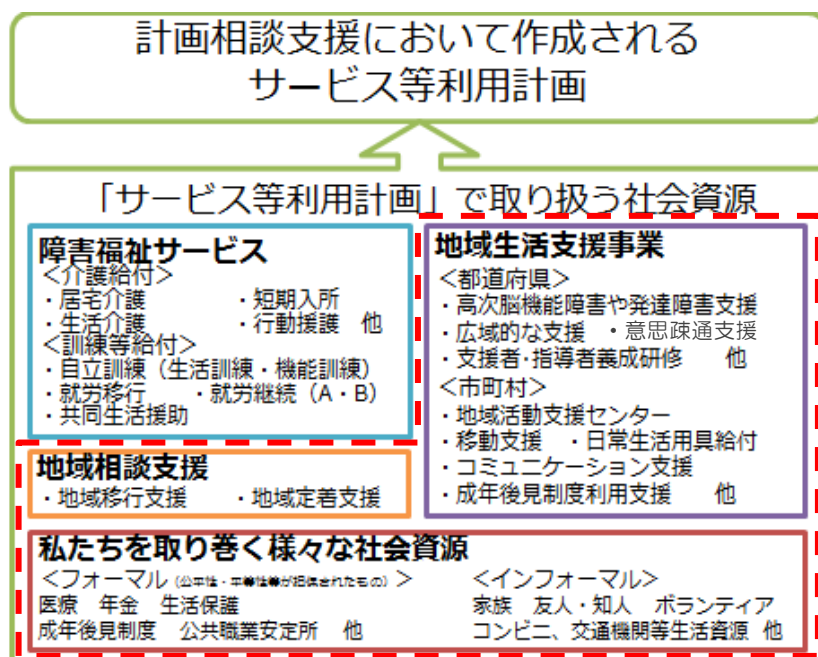 計画相談支援において作成される
サービス等利用計画
「サービス等利用計画」で取り扱う社会資源
障害福祉サービス
<介護給付>
・居宅介護 ・短期入所
・生活介護 ・行動援護 他
<訓練等給付>
・自立訓練（生活訓練・機能訓練）
・就労移行 ・就労継続（A・B）
・共同生活援助
地域生活支援事業
<都道府県>
・高次脳機能障害や発達障害支援
・広域的な支援 ・意思疎通支援
・支援者･指導者養成研修 他
<市町村>
・地域活動支援センター
・移動支援 ・日常生活用具給付
・コミュニケーション支援
・成年後見制度利用支援 他
地域相談支援
・地域移行支援 ・地域定着支援
私たちを取り巻く様々な社会資源
<フォーマル（公平性・平等性等が担保されたもの）>
医療 年金 生活保護
成年後見制度 公共職業安定所 他
<インフォーマル>
家族 友人・知人 ボランティア
コンビニ、交通機関等生活資源 他